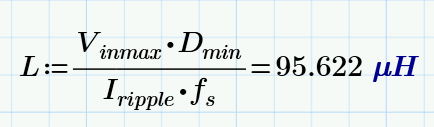 L := V_inmax · D_min / I_ripple · f_s = 95.622 μH